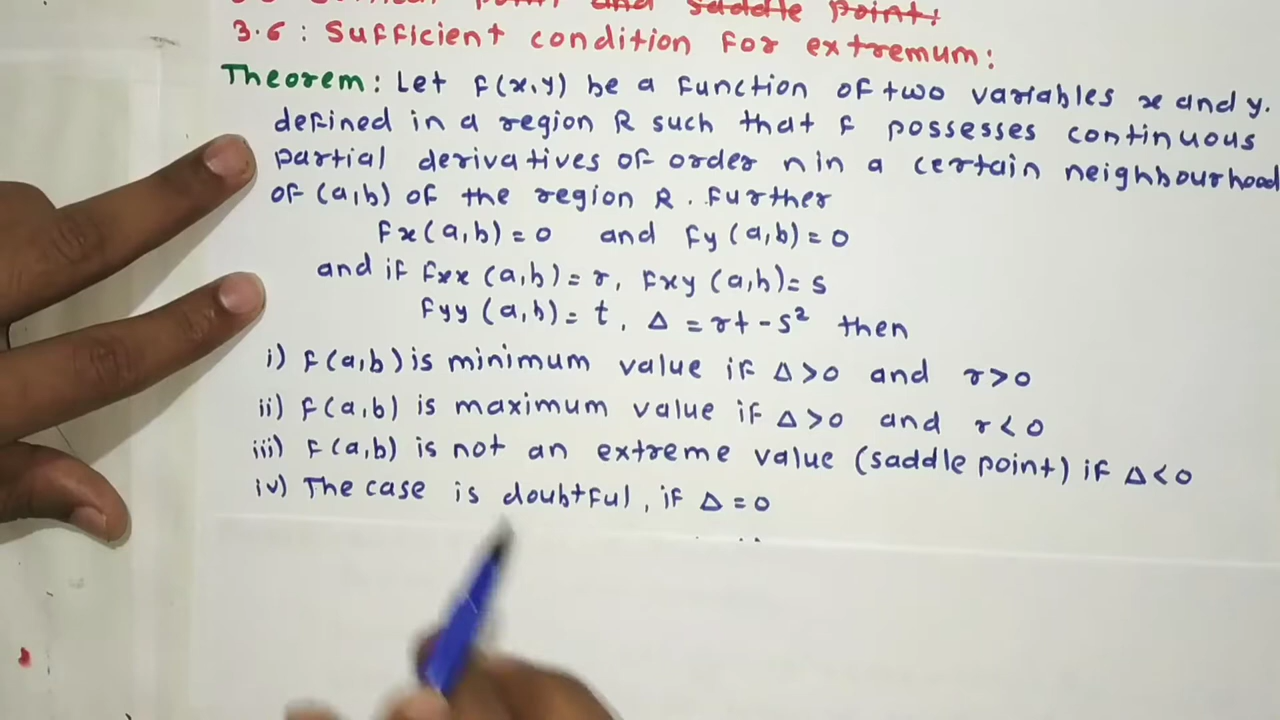 and saddle point:
3.6 : Sufficient condition for extremum:
Theorem: Let f(x,y) be a function of two variables x and y.
defined in a region R such that f possesses continuous
partial derivatives of order n in a certain neighbourhood
of (a,b) of the region R. Further
fx(a,b)=0 and fy(a,b)=0
and if fxx(a,b)=r, fxy(a,b)=s
fyy(a,b)=t, Δ=rt-s² then
i) f(a,b) is minimum value if Δ>0 and r>0
ii) f(a,b) is maximum value if Δ>0 and r<0
iii) f(a,b) is not an extreme value (saddle point) if Δ<0
iv) The case is doubtful, if Δ=0